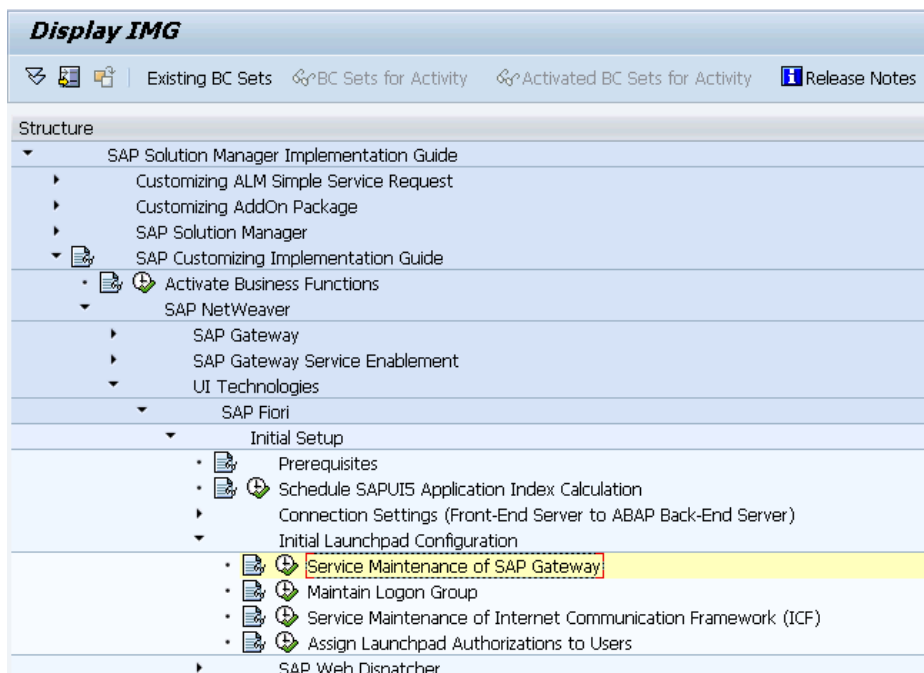 Display IMG
Existing BC Sets BC Sets for Activity Activated BC Sets for Activity Release Notes
Structure
SAP Solution Manager Implementation Guide
Customizing ALM Simple Service Request
Customizing AddOn Package
SAP Solution Manager
SAP Customizing Implementation Guide
Activate Business Functions
SAP NetWeaver
SAP Gateway
SAP Gateway Service Enablement
UI Technologies
SAP Fiori
Initial Setup
Prerequisites
Schedule SAPUI5 Application Index Calculation
Connection Settings (Front-End Server to ABAP Back-End Server)
Initial Launchpad Configuration
Service Maintenance of SAP Gateway
Maintain Logon Group
Service Maintenance of Internet Communication Framework (ICF)
Assign Launchpad Authorizations to Users
SAP Web Dispatcher